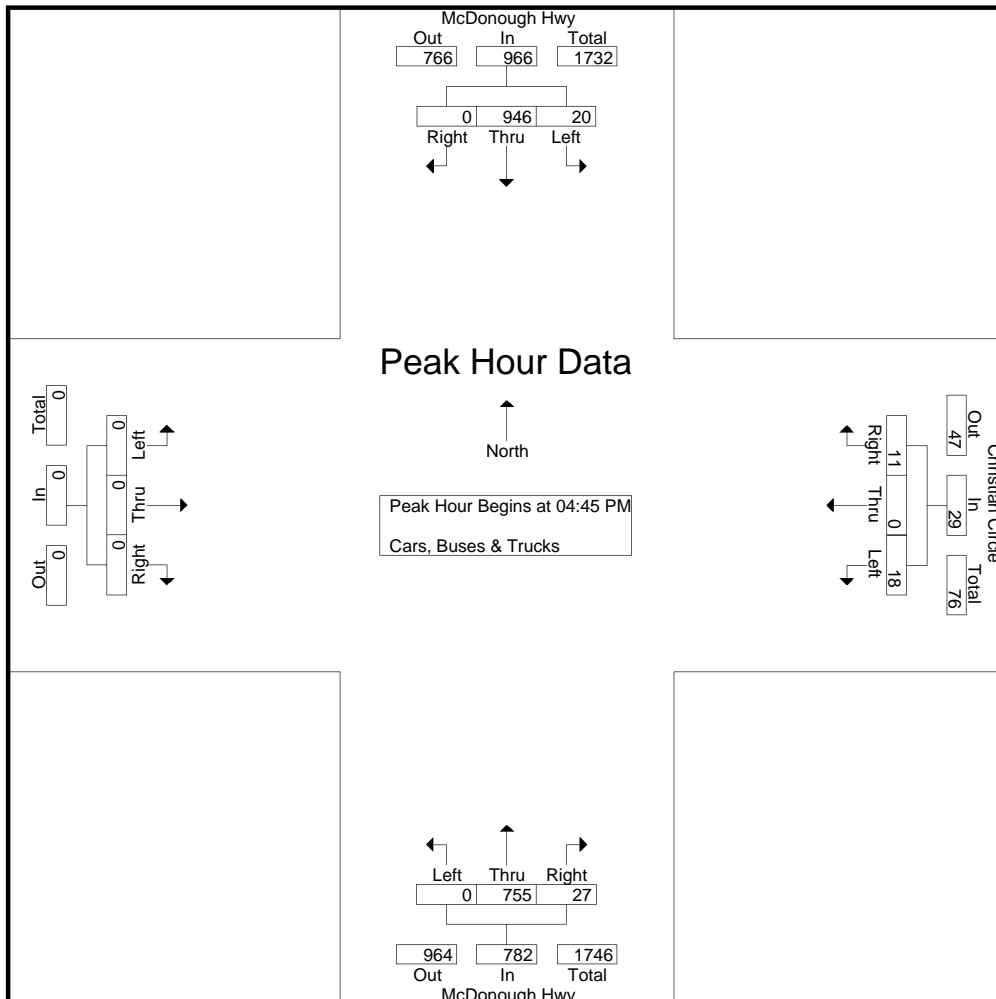 McDonough Hwy
Out In Total
766 966 1732
0 946 20
Right Thru Left
Peak Hour Data
North
Peak Hour Begins at 04:45 PM
Cars, Buses & Trucks
Total In Out
0 0 0
0 0 0
Left Thru Right
Right Thru Left
11 0 18
47 29 76
Out In Total
Christian Circle
Left Thru Right
0 755 27
964 782 1746
Out In Total
McDonough Hwy